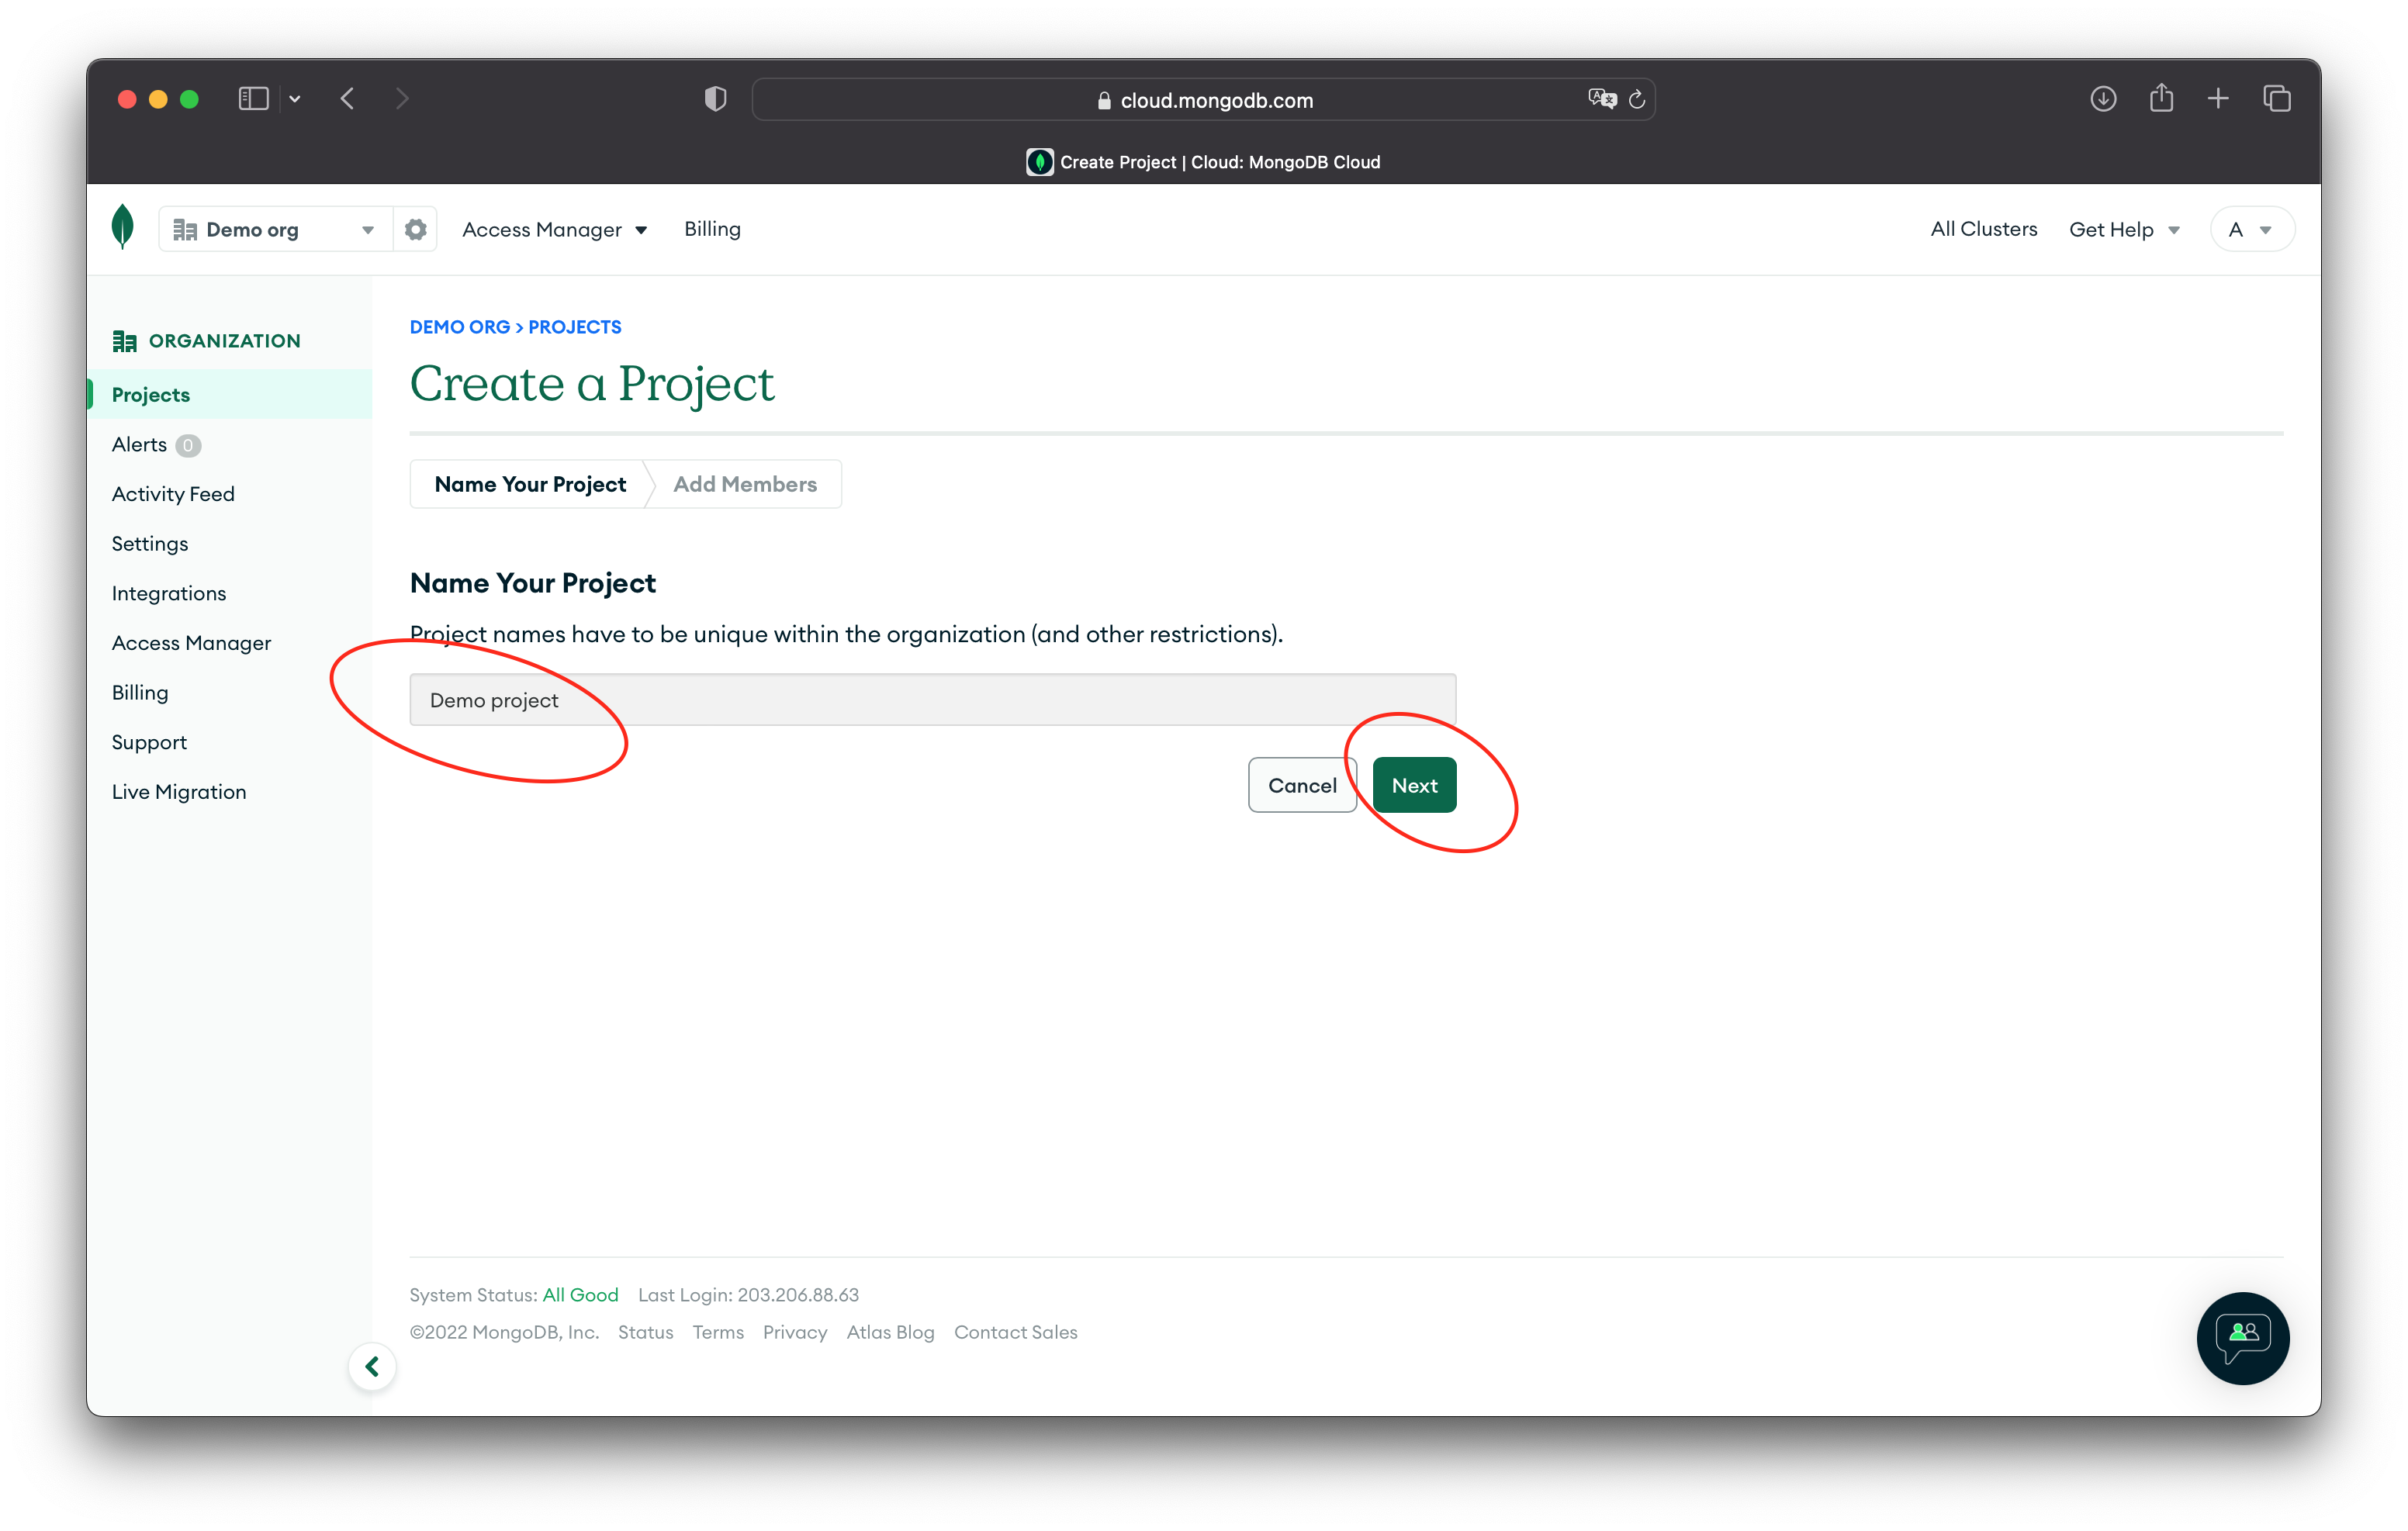 cloud.mongodb.com
Create Project | Cloud: MongoDB Cloud
Demo org
Access Manager
Billing
All Clusters
Get Help
A
ORGANIZATION
Projects
Alerts 0
Activity Feed
Settings
Integrations
Access Manager
Billing
Support
Live Migration
DEMO ORG > PROJECTS
Create a Project
Name Your Project
Add Members
Name Your Project
Project names have to be unique within the organization (and other restrictions).
Demo project
Cancel
Next
System Status: All Good Last Login: 203.206.88.63
©2022 MongoDB, Inc. Status Terms Privacy Atlas Blog Contact Sales